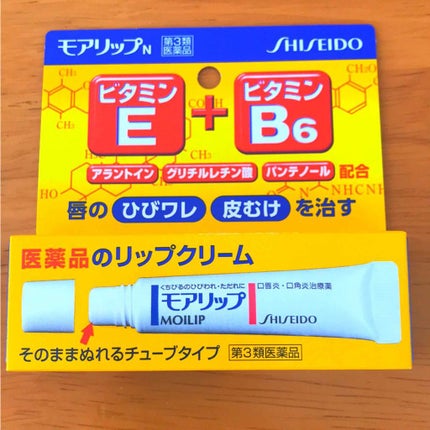 モアリップN 第3類医薬品 SHISEIDO
ビタミンE + ビタミンB6
アラントイン グリチルレチン酸 パンテノール 配合
唇の ひびワレ 皮むけ を治す
医薬品のリップクリーム
くちびるのひびわれ・ただれに 口唇炎・口角炎治療薬
モアリップ
MOILIP SHISEIDO
そのままぬれるチューブタイプ 第3類医薬品